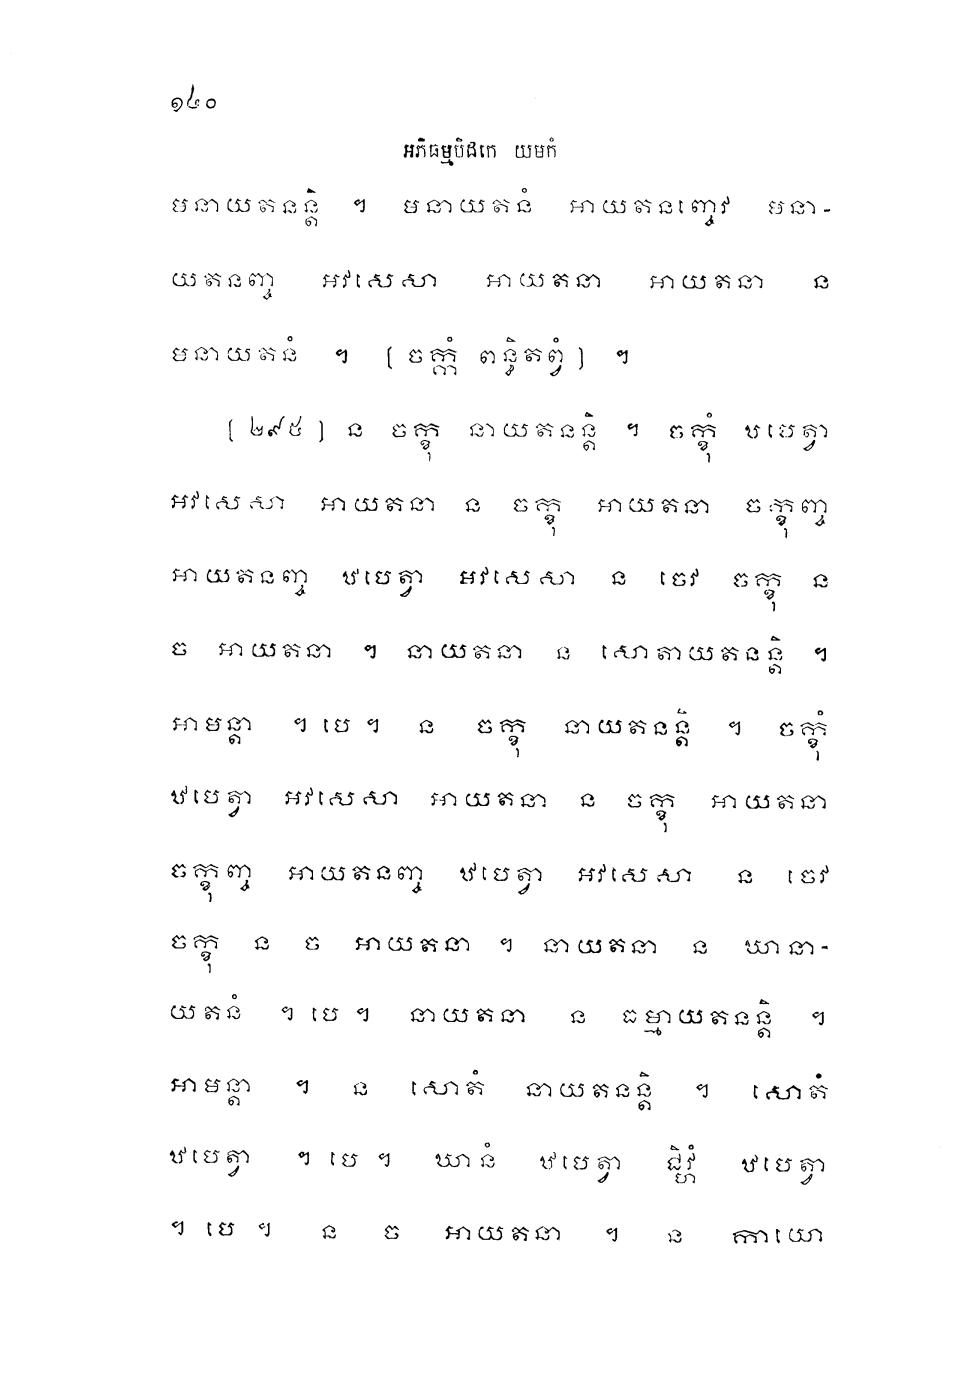 ១៤០
អភិធម្មបិដកេ យមកំ
មនាយតនន្តិ ។ មនាយតនំ អាយតនញ្ចេវ មនា-
យតនញ្ច អវសេសា អាយតនា អាយតនា ន
មនាយតនំ ។ (ចក្កំ ពន្ធិតព្វំ) ។
(២៩៥) ន ចក្ខុ នាយតនន្តិ ។ ចក្ខុំ ឋបេត្វា
អវសេសា អាយតនា ន ចក្ខុ អាយតនា ចក្ខុញ្ច
អាយតនញ្ច ឋបេត្វា អវសេសា ន ចេវ ចក្ខុ ន
ច អាយតនា ។ នាយតនា ន សោតាយតនន្តិ ។
អាមន្តា ។ បេ ។ ន ចក្ខុ នាយតនន្តិ ។ ចក្ខុំ
ឋបេត្វា អវសេសា អាយតនា ន ចក្ខុ អាយតនា
ចក្ខុញ្ច អាយតនញ្ច ឋបេត្វា អវសេសា ន ចេវ
ចក្ខុ ន ច អាយតនា ។ នាយតនា ន ឃានា-
យតនំ ។ បេ ។ នាយតនា ន ធម្មាយតនន្តិ ។
អាមន្តា ។ ន សោតំ នាយតនន្តិ ។ សោតំ
ឋបេត្វា ។ បេ ។ ឃានំ ឋបេត្វា ជិវ្ហំ ឋបេត្វា
។ បេ ។ ន ច អាយតនា ។ ន កាយោ